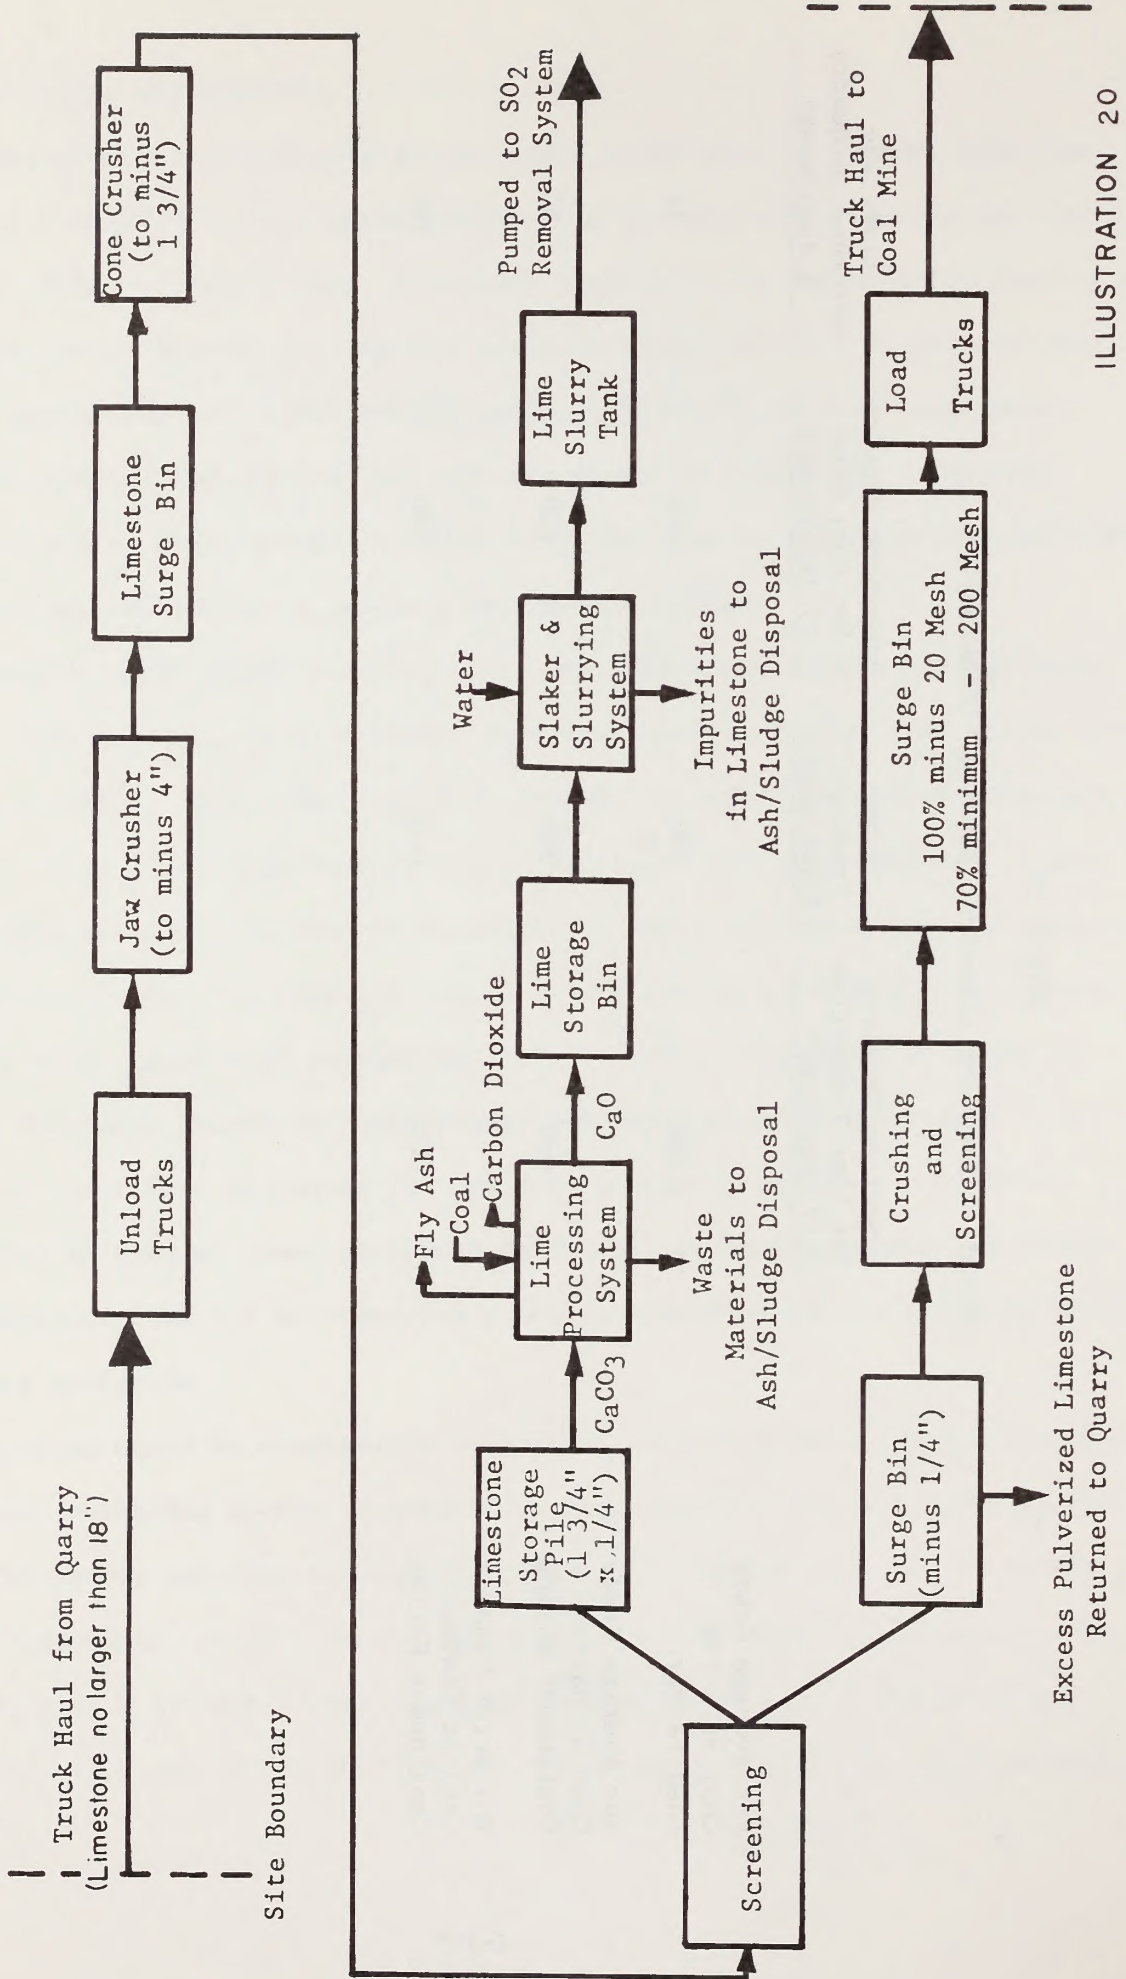 Truck Haul from Quarry
(Limestone no larger than 18")
Site Boundary
Unload
Trucks
Jaw Crusher
(to minus 4")
Limestone
Surge Bin
Cone Crusher
(to minus
1 3/4")
Screening
Limestone
Storage
Pile
(1 3/4"
x 1/4")
CaCO3
Fly Ash
Coal
Carbon Dioxide
Lime
Processing
System
Waste
Materials to
Ash/Sludge Disposal
CaO
Lime
Storage
Bin
Water
Slaker &
Slurrying
System
Impurities
in Limestone to
Ash/Sludge Disposal
Lime
Slurry
Tank
Pumped to SO2
Removal System
Surge Bin
(minus 1/4")
Excess Pulverized Limestone
Returned to Quarry
Crushing
and
Screening
Surge Bin
100% minus 20 Mesh
70% minimum - 200 Mesh
Load
Trucks
Truck Haul to
Coal Mine
ILLUSTRATION 20